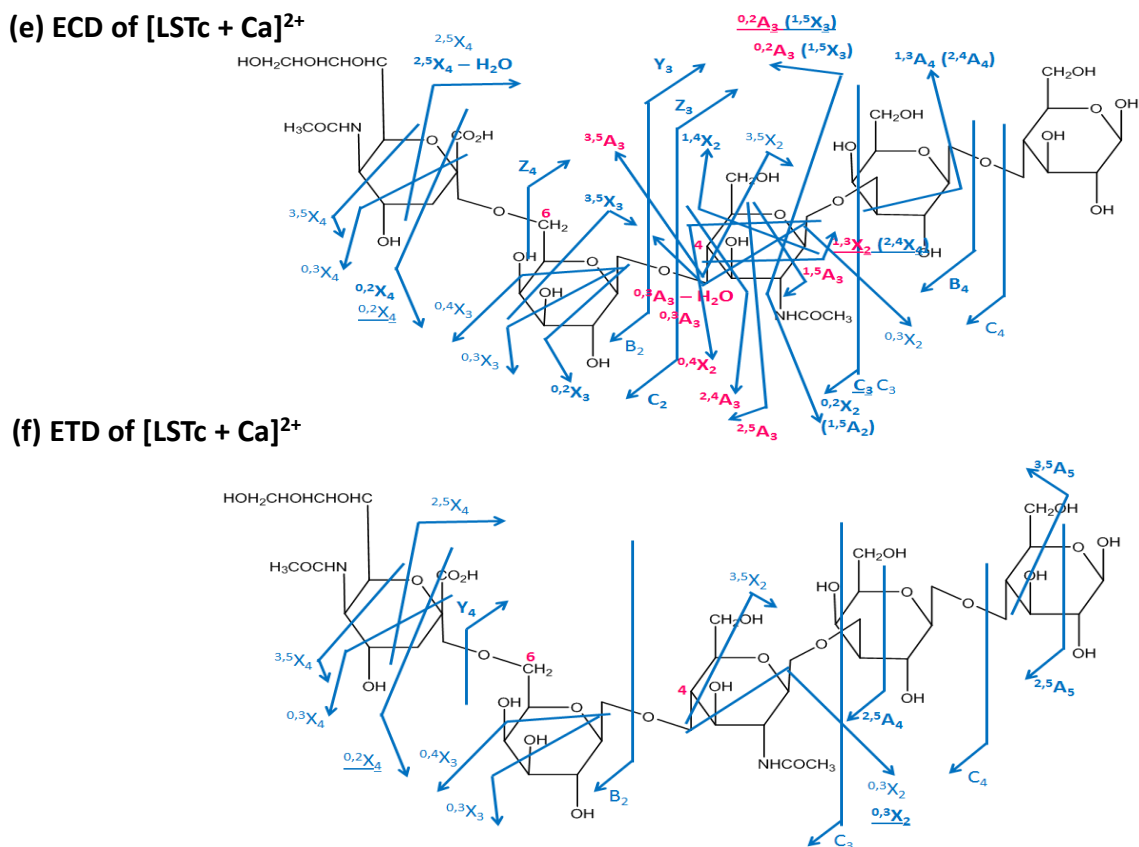 (e) ECD of [LSTc + Ca]²⁺
²,⁵X₄
²,⁵X₄ – H₂O
HOH₂CHOHCHOHC
H₃COCHN
CO₂H
O
OH
³,⁵X₄
⁰,³X₄
⁰,²X₄
⁰,²X₄
Z₄
6
CH₂
O
OH
O
OH
OH
⁰,⁴X₃
⁰,³X₃
⁰,²X₃
³,⁵X₃
B₂
C₂
Y₃
Z₃
³,⁵A₃
¹,⁴X₂
³,⁵X₂
⁰,²A₃ (¹,⁵X₃)
⁰,²A₃ (¹,⁵X₃)
O
4
OH
OH
O
NHCOCH₃
⁰,³A₃ – H₂O
⁰,³A₃
⁰,⁴X₂
²,⁴A₃
²,⁵A₃
¹,⁵A₃
¹,³X₂ (²,⁴X₄)
⁰,³X₂
⁰,²X₂
(¹,⁵A₂)
C₃ C₃
¹,³A₄ (²,⁴A₄)
CH₂OH
HO
O
O
OH
B₄
C₄
O
HO
OH
O
OH
OH
OH
(f) ETD of [LSTc + Ca]²⁺
²,⁵X₄
HOH₂CHOHCHOHC
H₃COCHN
CO₂H
O
OH
³,⁵X₄
⁰,³X₄
⁰,²X₄
Y₄
O
6
CH₂
OH
O
OH
OH
⁰,⁴X₃
⁰,³X₃
B₂
O
4
³,⁵X₂
CH₂OH
OH
O
NHCOCH₃
O
C₃
⁰,³X₂
⁰,³X₂
CH₂OH
HO
O
OH
²,⁵A₄
O
C₄
³,⁵A₅
CH₂OH
OH
O
OH
OH
²,⁵A₅